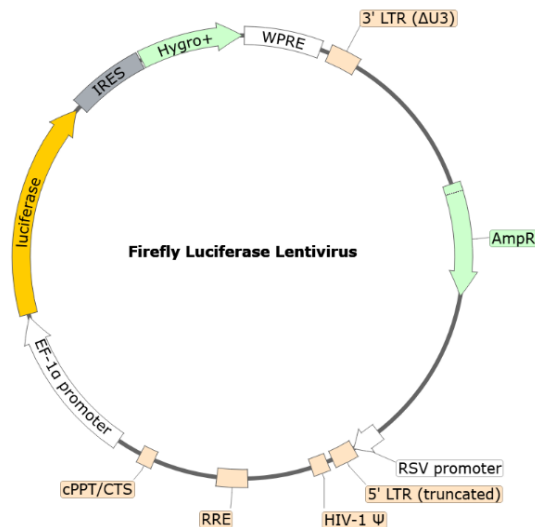 3' LTR (ΔU3)
WPRE
Hygro+
IRES
luciferase
AmpR
Firefly Luciferase Lentivirus
EF-1α promoter
RSV promoter
cPPT/CTS
5' LTR (truncated)
RRE
HIV-1 Ψ